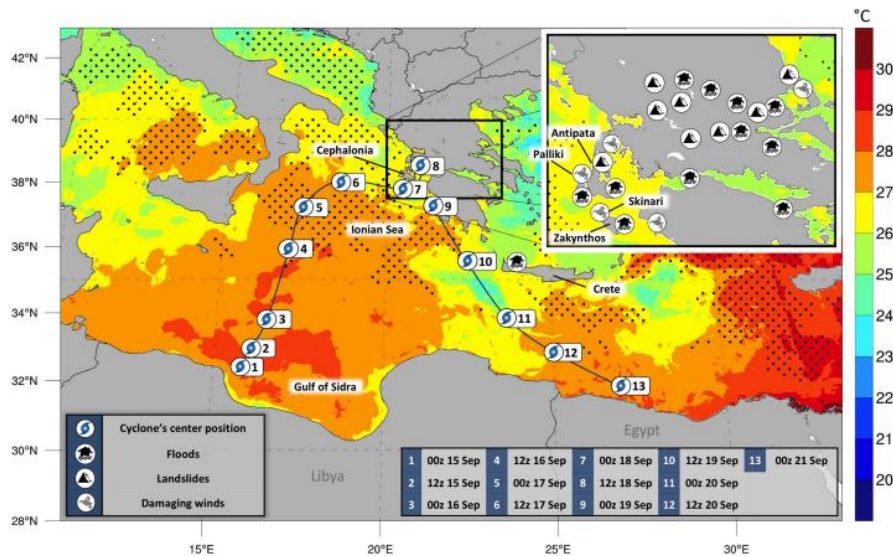 °C
42°N
40°N
38°N
36°N
34°N
32°N
30°N
28°N
15°E
20°E
25°E
30°E
30
29
28
27
26
25
24
23
22
21
20
Cephalonia
Ionian Sea
Gulf of Sidra
Crete
Libya
Egypt
Antipata
Palliki
Skinari
Zakynthos
8
7
6
9
5
4
10
3
11
2
12
1
13
Cyclone's center position
Floods
Landslides
Damaging winds
1 00z 15 Sep 4 12z 16 Sep 7 00z 18 Sep 10 12z 19 Sep 13 00z 21 Sep
2 12z 15 Sep 5 00z 17 Sep 8 12z 18 Sep 11 00z 20 Sep
3 00z 16 Sep 6 12z 17 Sep 9 00z 19 Sep 12 12z 20 Sep